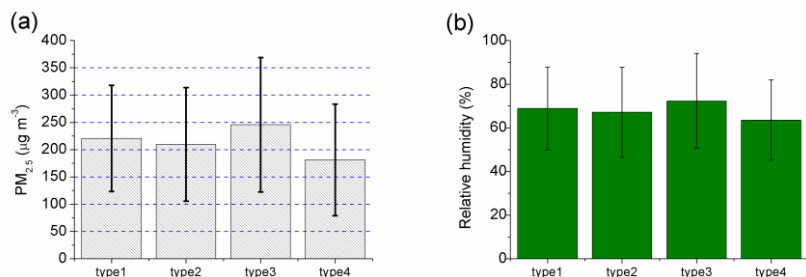 (a)
PM2.5 (μg m-3)
400
350
300
250
200
150
100
50
0
type1 type2 type3 type4
(b)
Relative humidity (%)
100
80
60
40
20
0
type1 type2 type3 type4